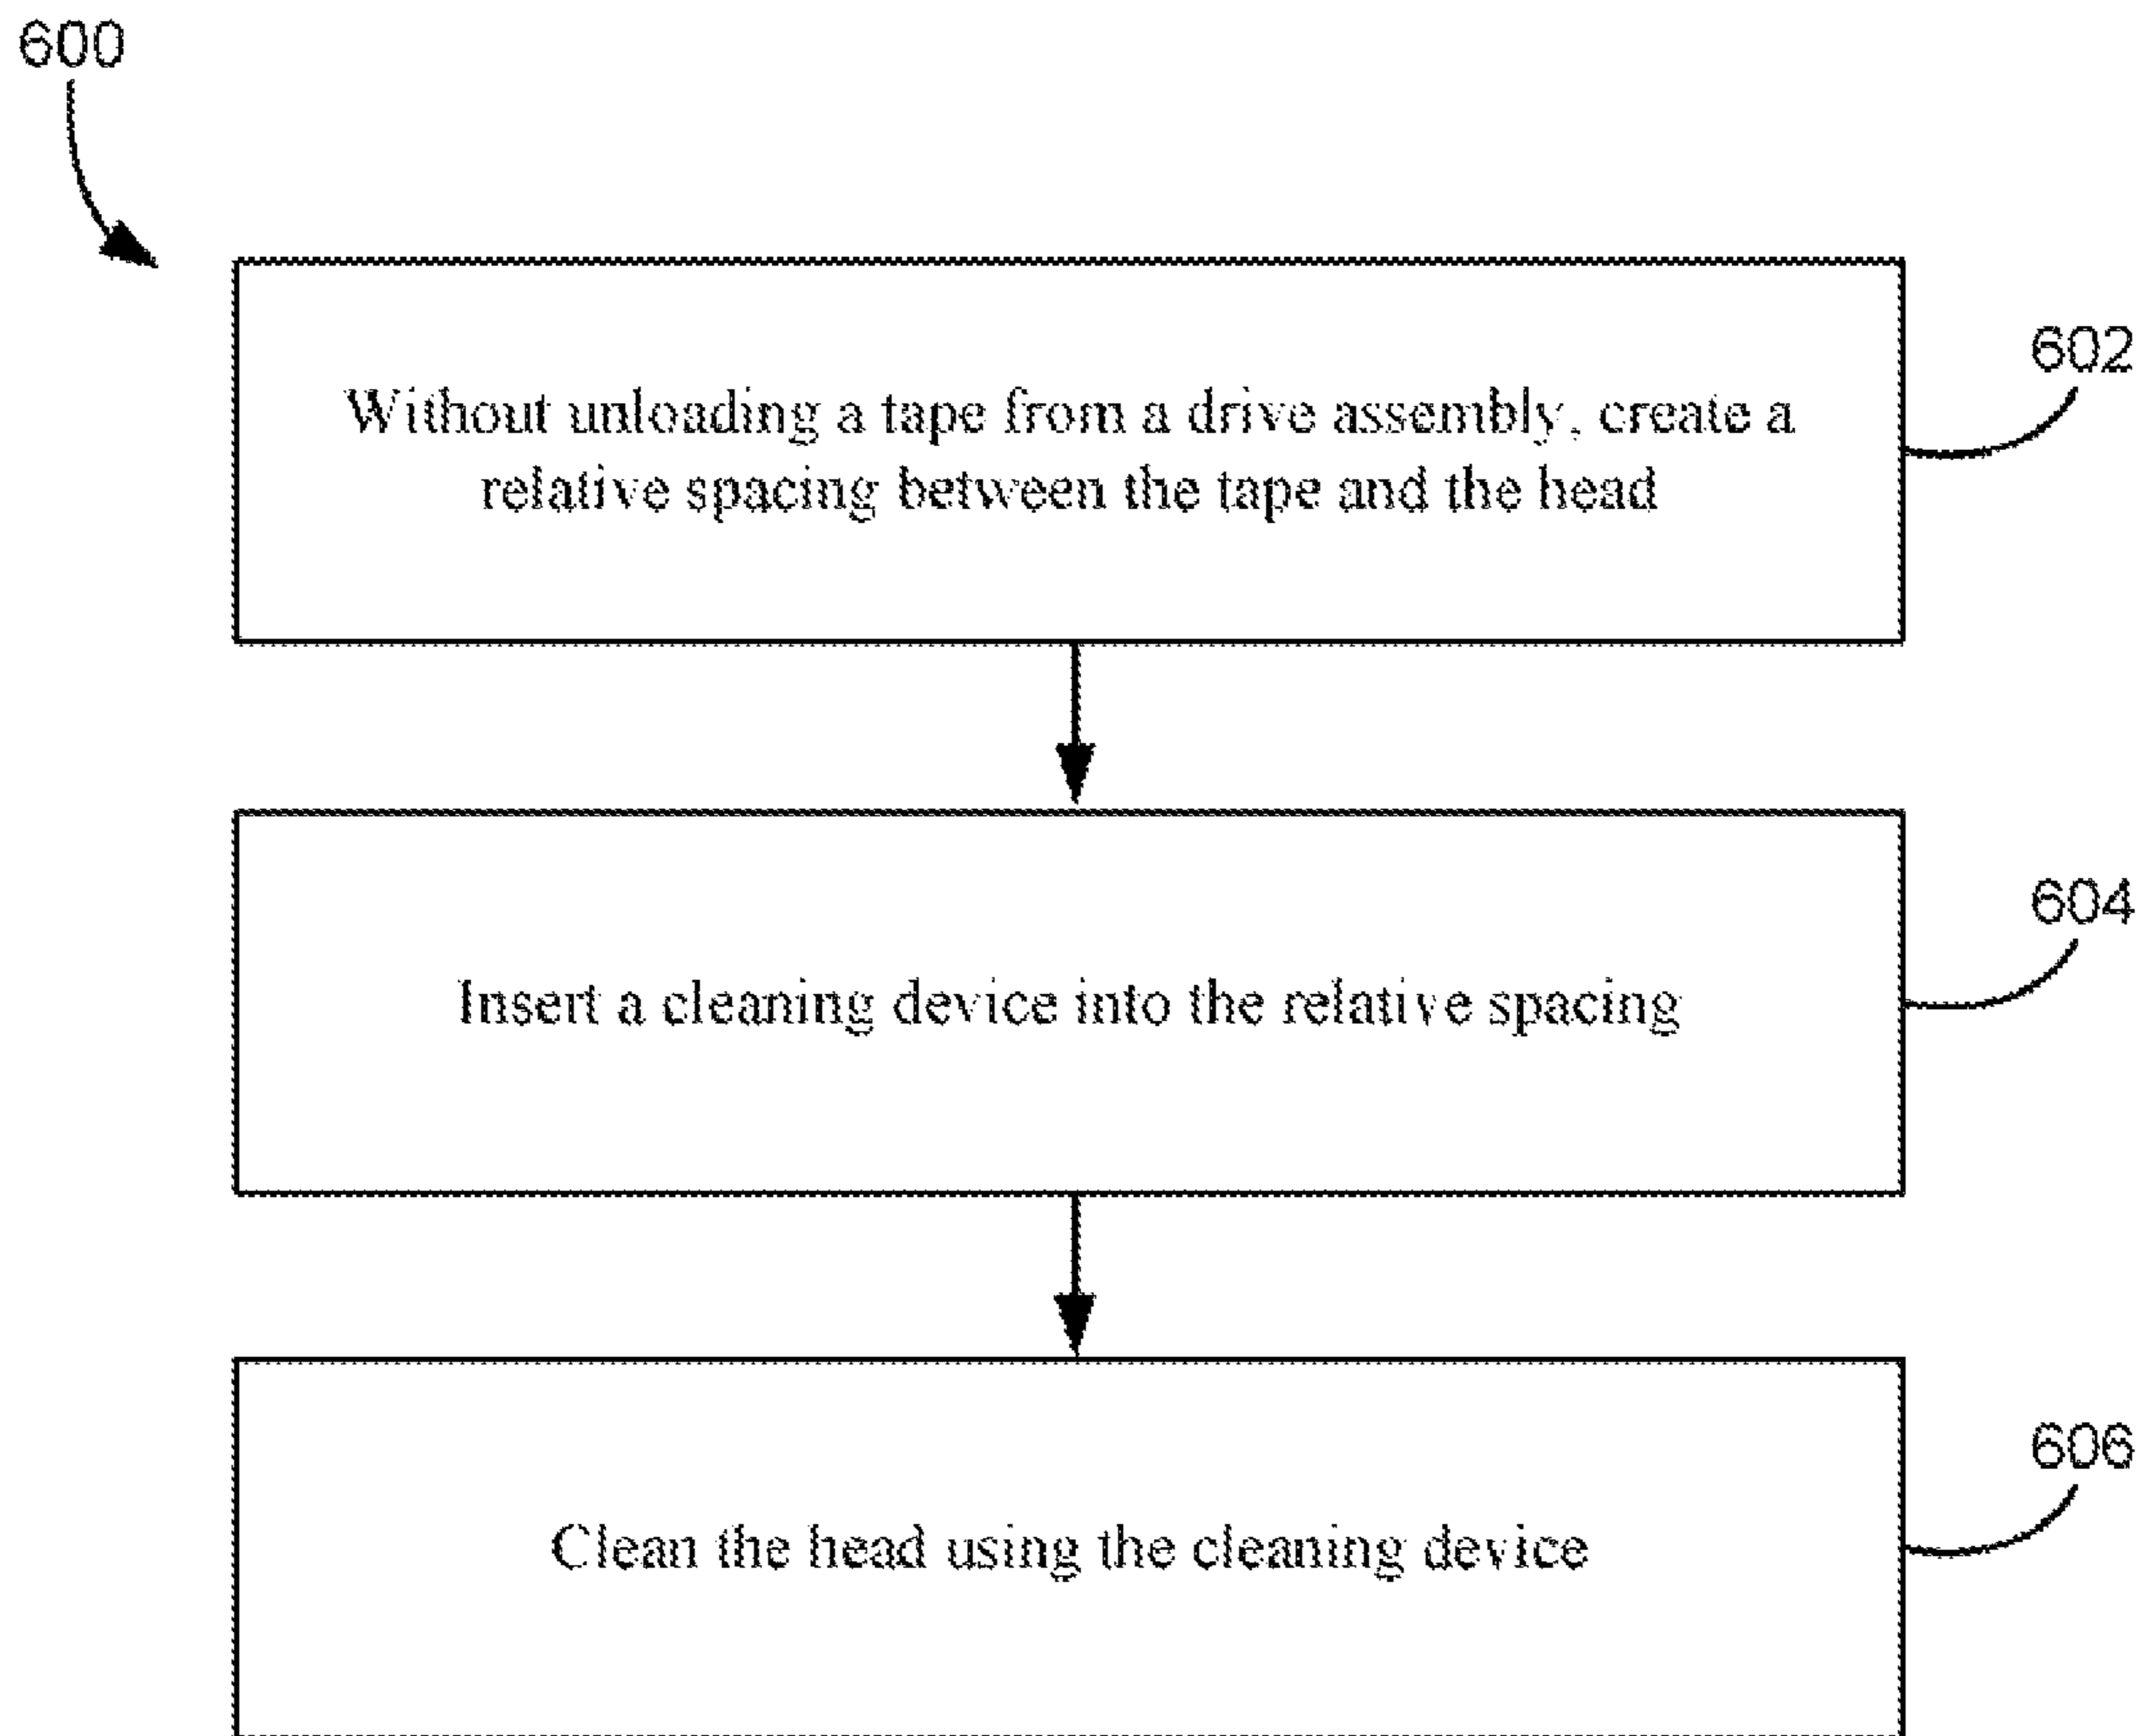 600
Without unloading a tape from a drive assembly, create a
relative spacing between the tape and the head
602
Insert a cleaning device into the relative spacing
604
Clean the head using the cleaning device
606